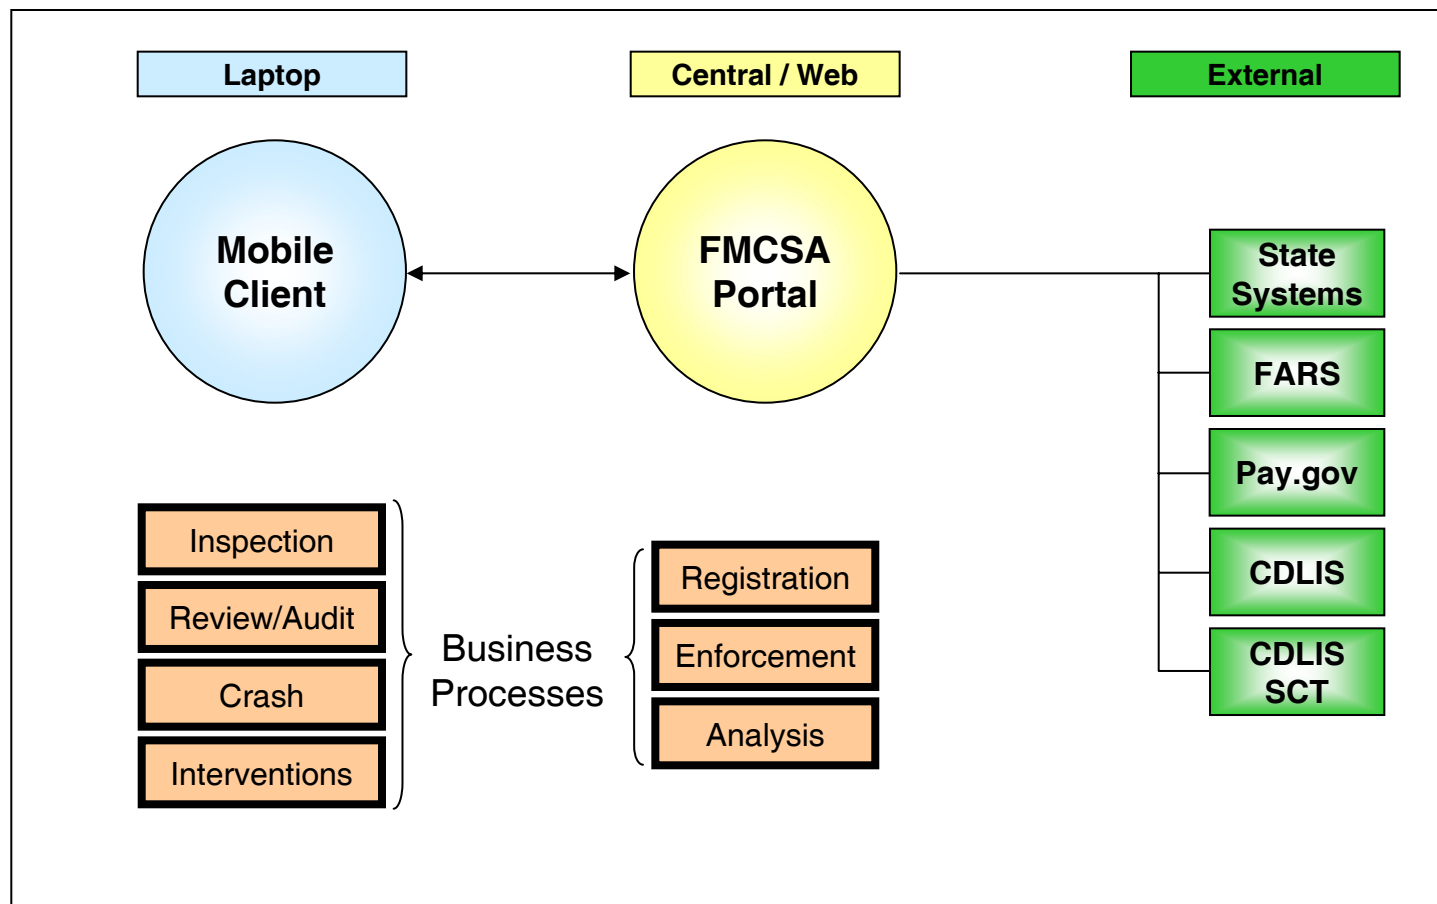 Laptop
Central / Web
External
Mobile
Client
FMCSA
Portal
State
Systems
FARS
Pay.gov
CDLIS
CDLIS
SCT
Inspection
Review/Audit
Crash
Interventions
Business
Processes
Registration
Enforcement
Analysis